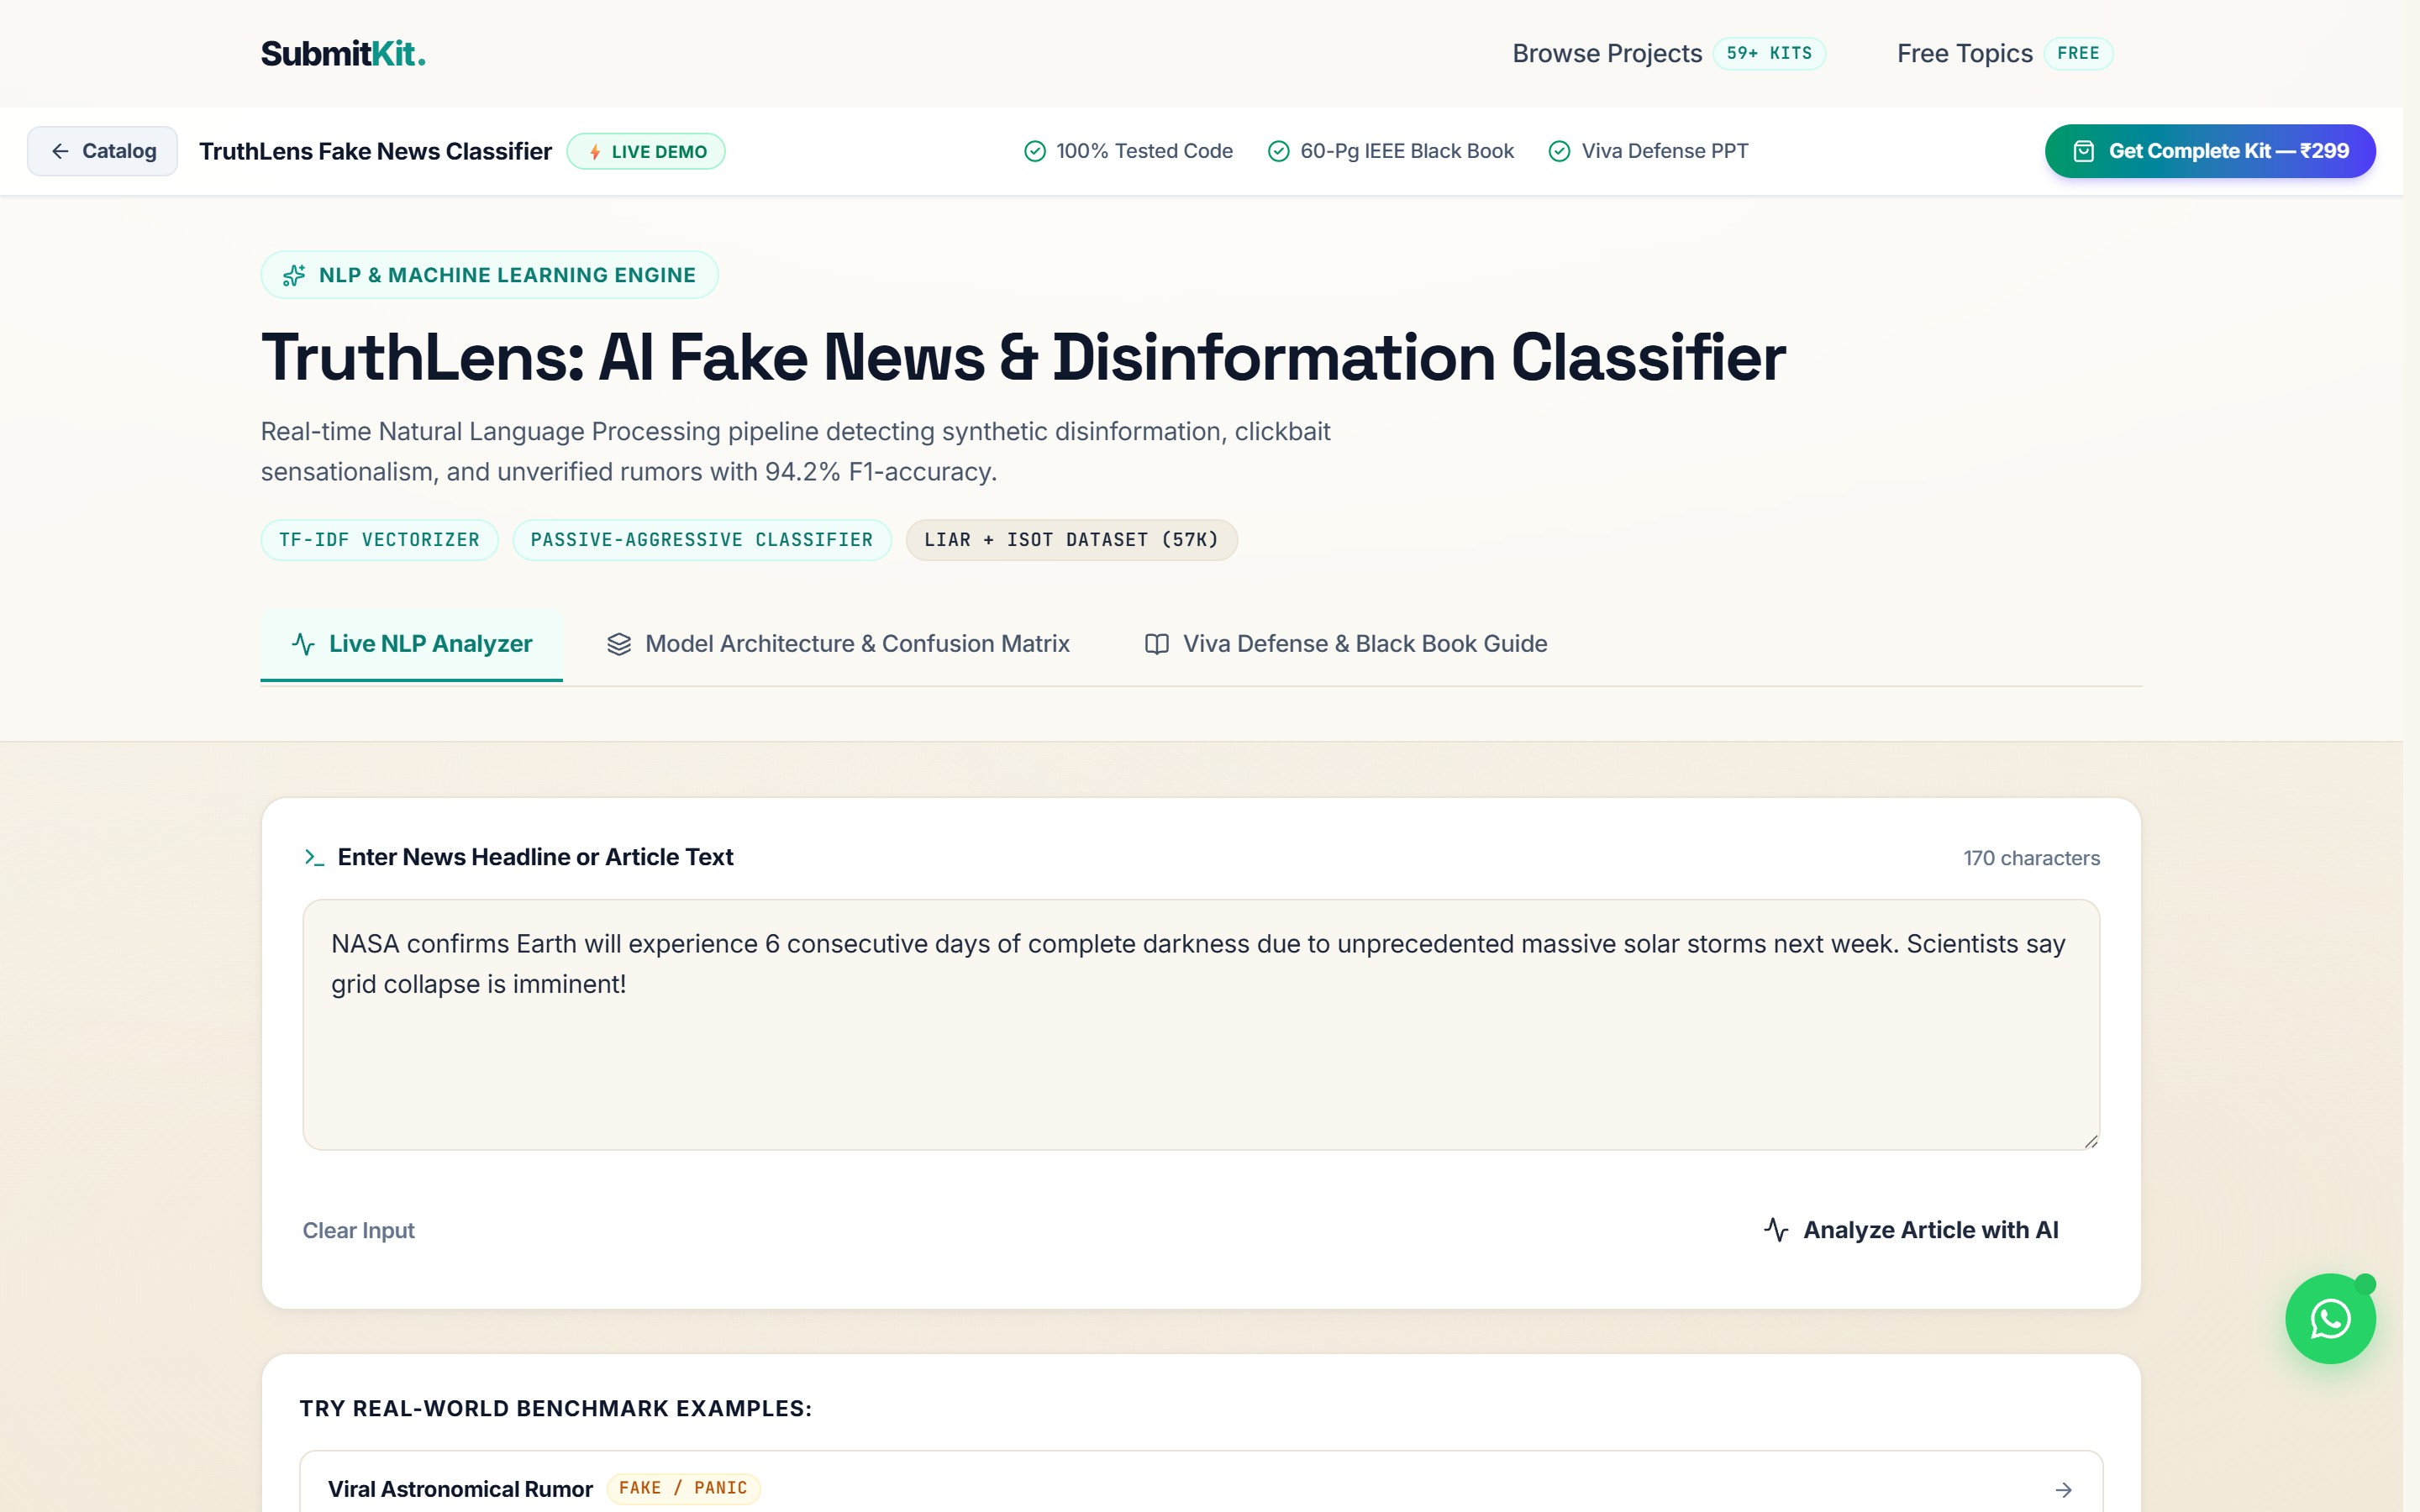 SubmitKit.
Browse Projects 59+ KITS Free Topics FREE
Catalog TruthLens Fake News Classifier LIVE DEMO 100% Tested Code 60-Pg IEEE Black Book Viva Defense PPT Get Complete Kit — ₹299
NLP & MACHINE LEARNING ENGINE
TruthLens: AI Fake News & Disinformation Classifier
Real-time Natural Language Processing pipeline detecting synthetic disinformation, clickbait
sensationalism, and unverified rumors with 94.2% F1-accuracy.
TF-IDF VECTORIZER PASSIVE-AGGRESSIVE CLASSIFIER LIAR + ISOT DATASET (57K)
Live NLP Analyzer Model Architecture & Confusion Matrix Viva Defense & Black Book Guide
Enter News Headline or Article Text 170 characters
NASA confirms Earth will experience 6 consecutive days of complete darkness due to unprecedented massive solar storms next week. Scientists say
grid collapse is imminent!
Clear Input Analyze Article with AI
TRY REAL-WORLD BENCHMARK EXAMPLES:
Viral Astronomical Rumor FAKE / PANIC